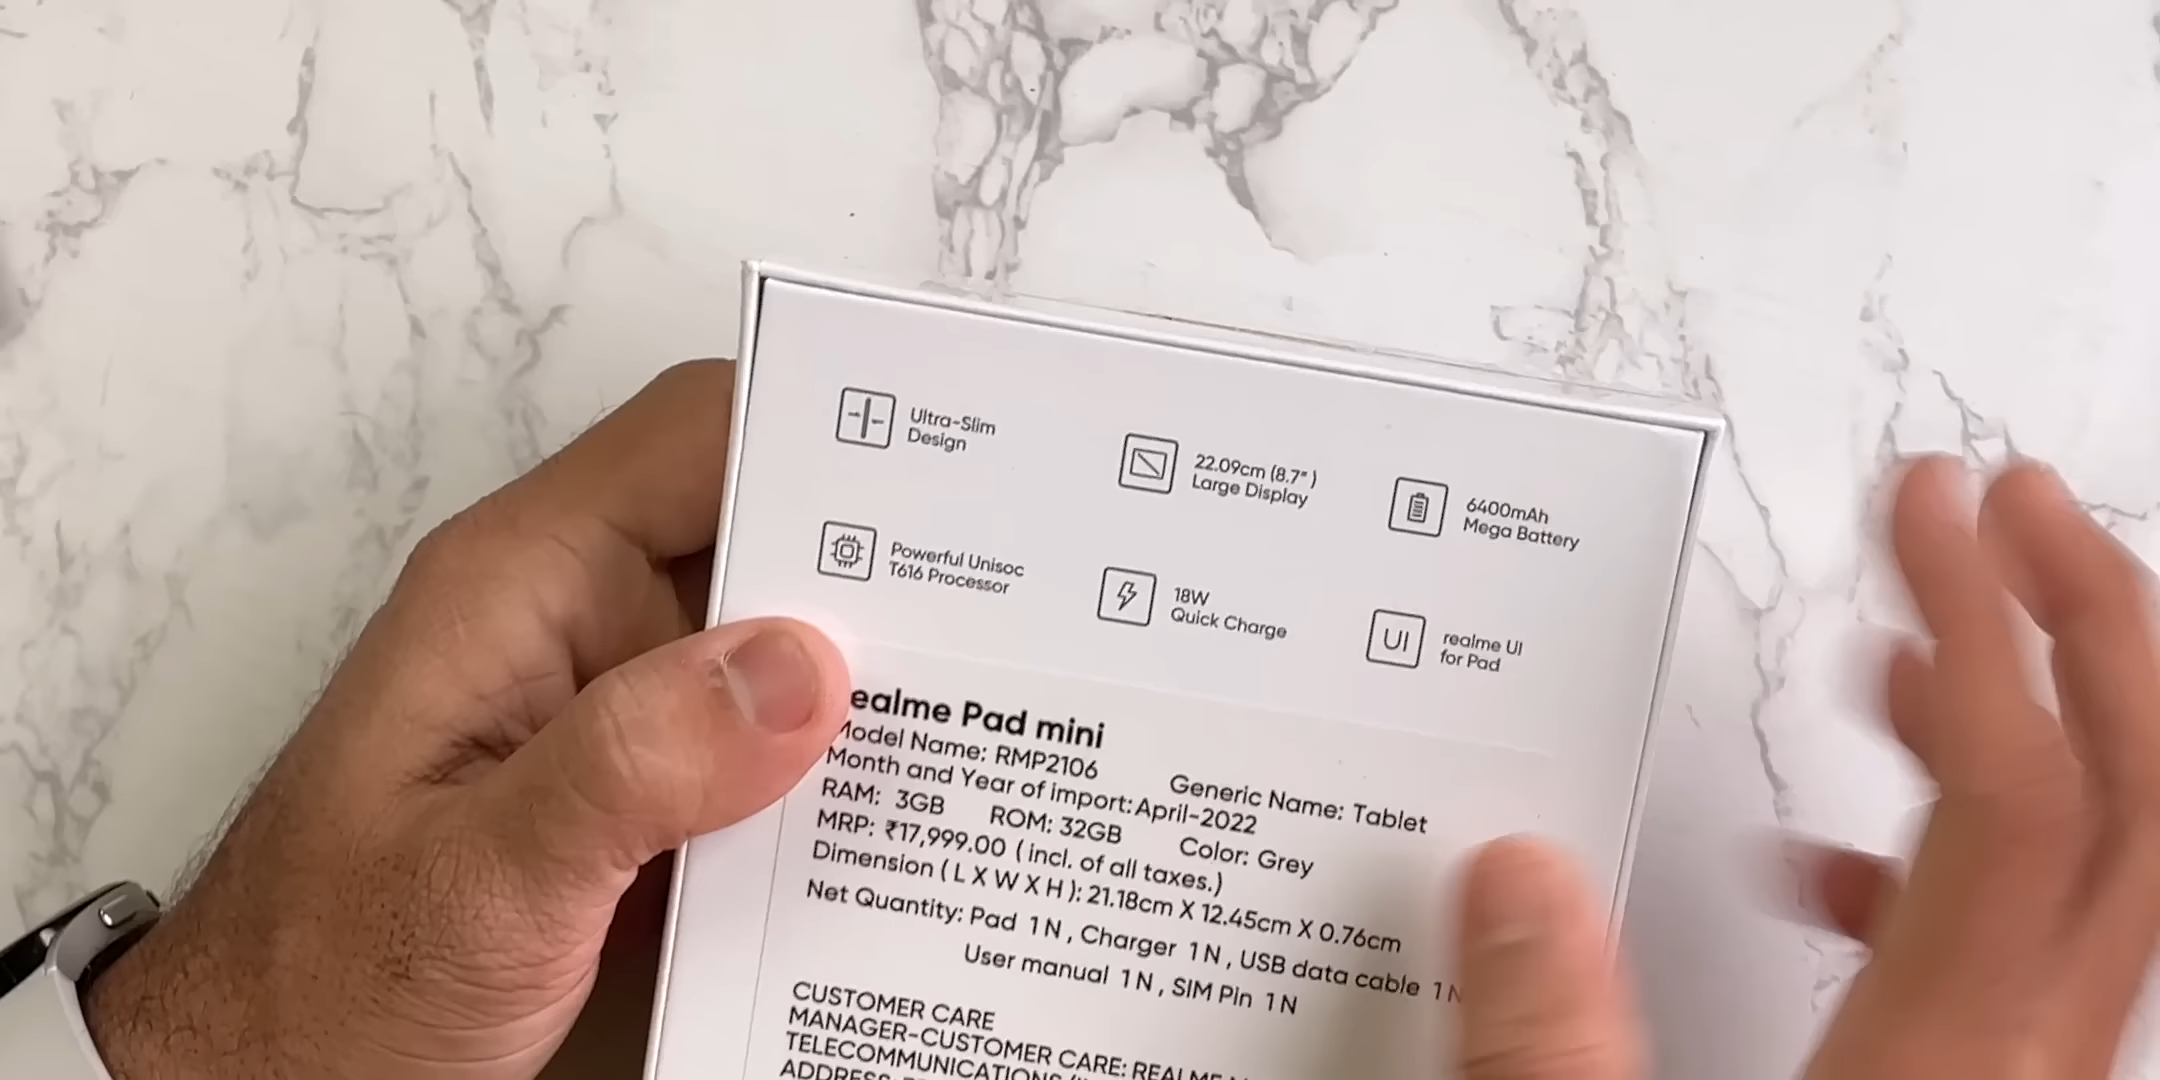 Ultra-Slim
Design
22.09cm (8.7")
Large Display
6400mAh
Mega Battery
Powerful Unisoc
T616 Processor
18W
Quick Charge
UI
realme UI
for Pad
ealme Pad mini
Model Name: RMP2106 Generic Name: Tablet
Month and Year of import: April-2022
RAM: 3GB ROM: 32GB Color: Grey
MRP: ₹17,999.00 ( incl. of all taxes.)
Dimension ( L X W X H ): 21.18cm X 12.45cm X 0.76cm
Net Quantity: Pad 1 N , Charger 1 N , USB data cable 1 N
User manual 1 N , SIM Pin 1 N
CUSTOMER CARE
MANAGER-CUSTOMER CARE: REALME
TELECOMMUNICATIONS
ADDRESS